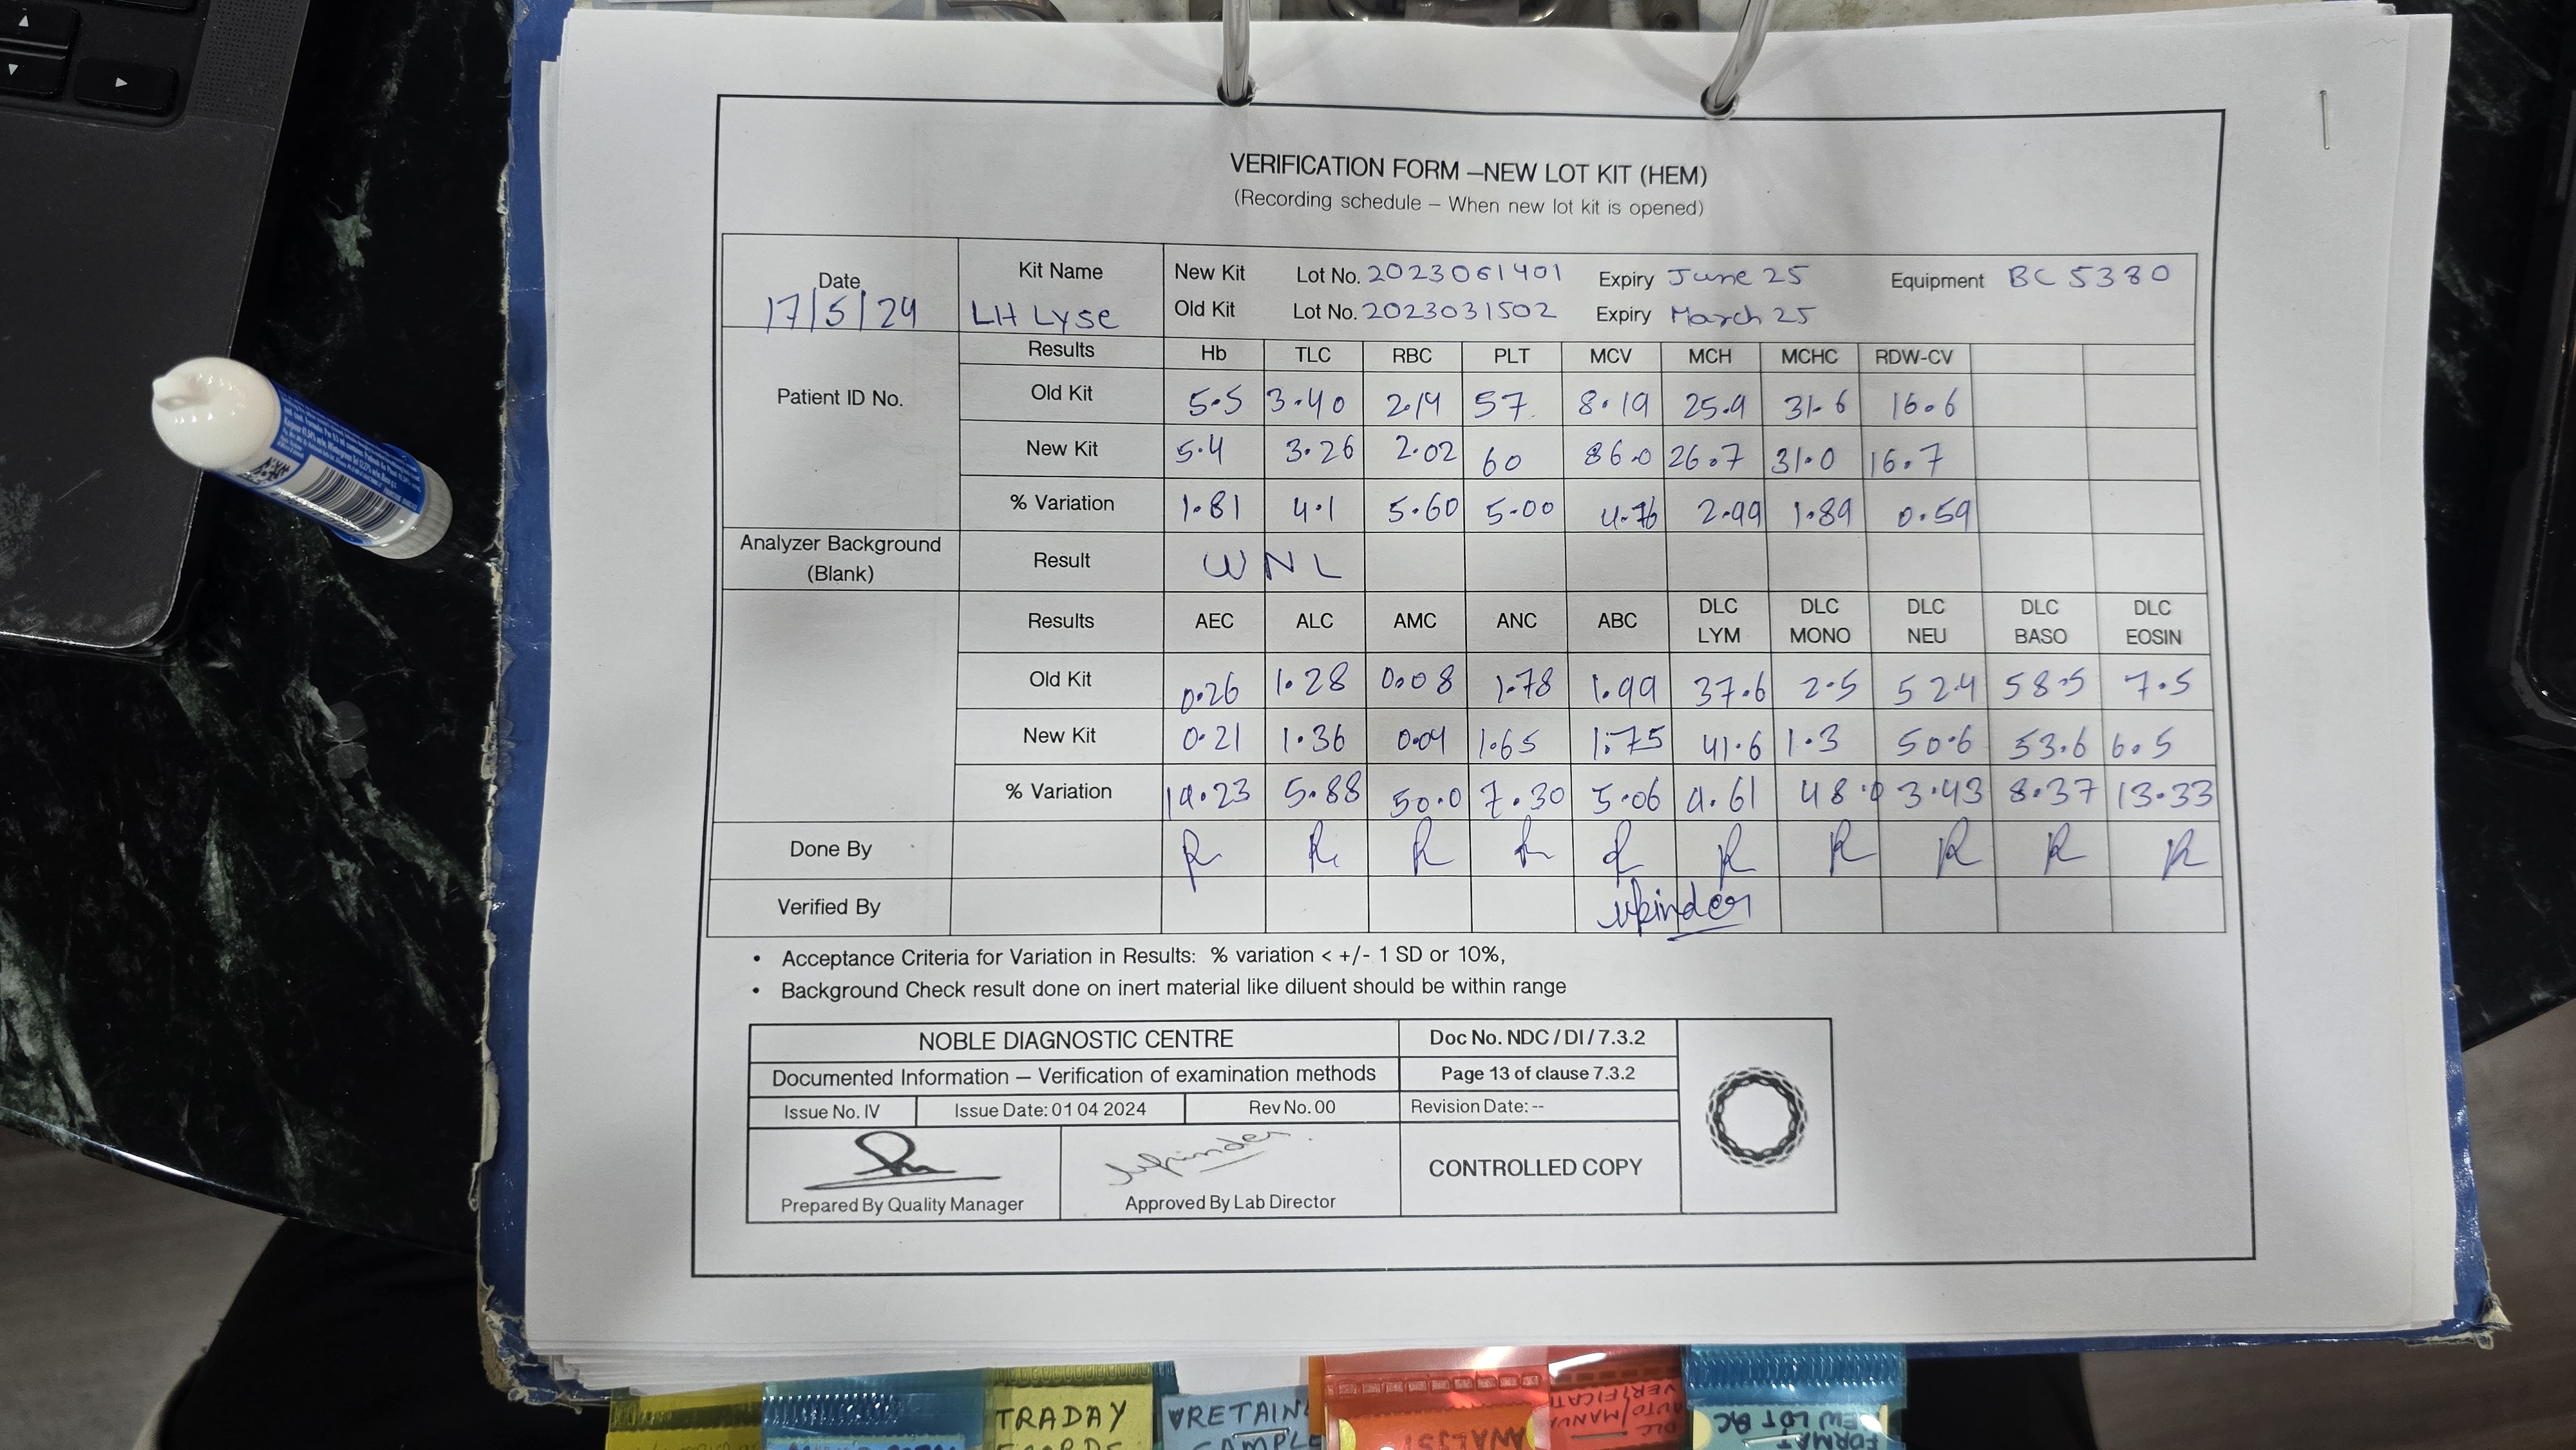 VERIFICATION FORM –NEW LOT KIT (HEM)
(Recording schedule – When new lot kit is opened)
Date Kit Name New Kit Lot No. 2023061401 Expiry June 25 Equipment BC 5380
17/5/24 LH Lyse Old Kit Lot No. 2023031502 Expiry March 25
Patient ID No. Results Hb TLC RBC PLT MCV MCH MCHC RDW-CV
Old Kit 5.5 3.40 2.14 57 8.19 25.9 31.6 16.6
New Kit 5.4 3.26 2.02 60 86.0 26.7 31.0 16.7
% Variation 1.81 4.1 5.60 5.00 4.76 2.99 1.89 0.59
Analyzer Background (Blank) Result WNL
Results AEC ALC AMC ANC ABC DLC LYM DLC MONO DLC NEU DLC BASO DLC EOSIN
Old Kit 0.26 1.28 0.08 1.78 1.99 37.6 2.5 52.4 58.5 7.5
New Kit 0.21 1.36 0.04 1.65 1.75 41.6 1.3 50.6 53.6 6.5
% Variation 19.23 5.88 50.0 7.30 5.06 9.61 48.0 3.43 8.37 13.33
Done By R R R R R R R R R R
Verified By
• Acceptance Criteria for Variation in Results: % variation < +/- 1 SD or 10%,
• Background Check result done on inert material like diluent should be within range
NOBLE DIAGNOSTIC CENTRE Doc No. NDC / DI / 7.3.2
Documented Information – Verification of examination methods Page 13 of clause 7.3.2
Issue No. IV Issue Date: 01 04 2024 Rev No. 00 Revision Date: --
Prepared By Quality Manager Approved By Lab Director CONTROLLED COPY
TRADAY